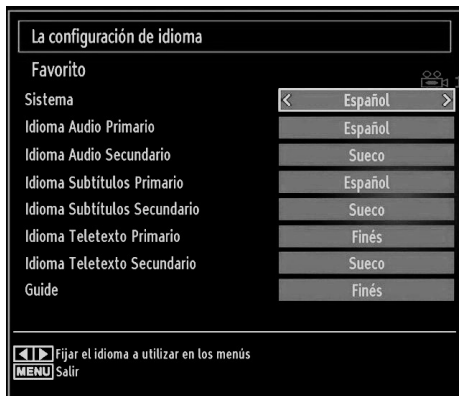 La configuración de idioma
Favorito
Sistema < Español >
Idioma Audio Primario Español
Idioma Audio Secundario Sueco
Idioma Subtítulos Primario Español
Idioma Subtítulos Secundario Sueco
Idioma Teletexto Primario Finés
Idioma Teletexto Secundario Sueco
Guide Finés
Fijar el idioma a utilizar en los menús
MENU Salir